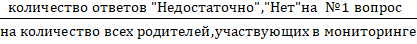 количество ответов "Недостаточно","Нет"на №1 вопрос
на количество всех родителей,участвующих в мониторинге